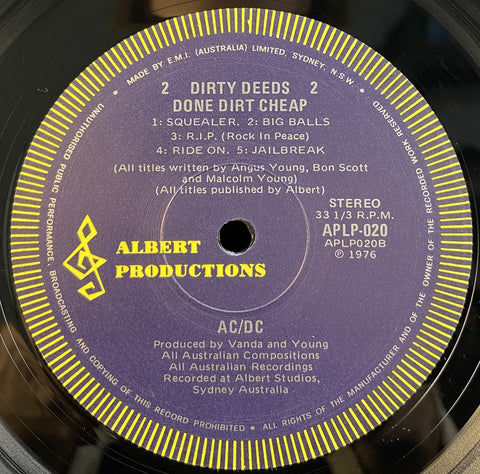 • MADE BY E.M.I. (AUSTRALIA) LIMITED, SYDNEY, N.S.W. •
2 DIRTY DEEDS 2
DONE DIRT CHEAP
1: SQUEALER. 2: BIG BALLS
3: R.I.P. (Rock In Peace)
4: RIDE ON. 5: JAILBREAK
(All titles written by Angus Young, Bon Scott
and Malcolm Young)
(All titles published by Albert)
STEREO
33 1/3 R.P.M.
APLP-020
APLP020B
℗ 1976
ALBERT
PRODUCTIONS
AC/DC
Produced by Vanda and Young
All Australian Compositions
All Australian Recordings
Recorded at Albert Studios,
Sydney Australia
UNAUTHORISED PUBLIC PERFORMANCE, BROADCASTING AND COPYING OF THIS RECORD PROHIBITED • ALL RIGHTS OF THE MANUFACTURER AND OF THE OWNER OF THE RECORDED WORK RESERVED